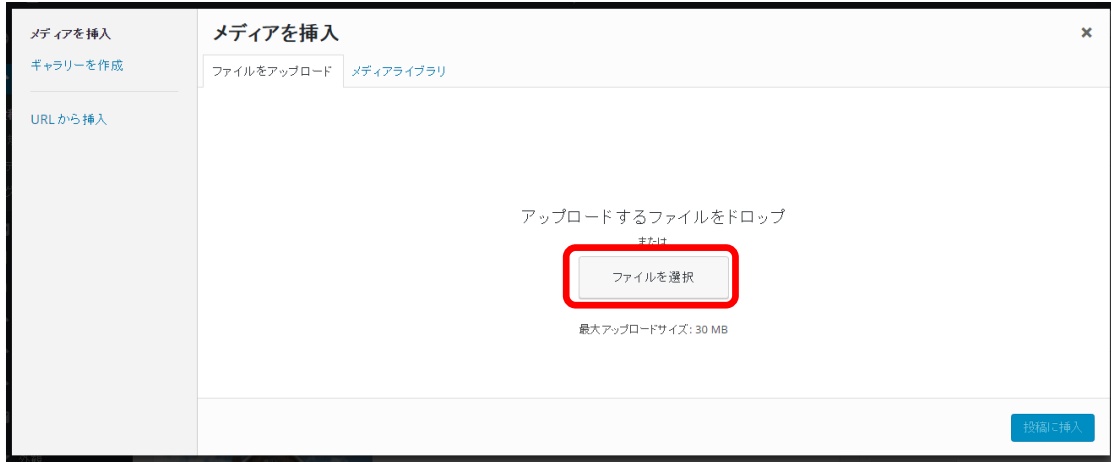 メディアを挿入
ギャラリーを作成
URL から挿入
メディアを挿入
×
ファイルをアップロード
メディアライブラリ
アップロードするファイルをドロップ
または
ファイルを選択
最大アップロードサイズ: 30 MB
投稿に挿入